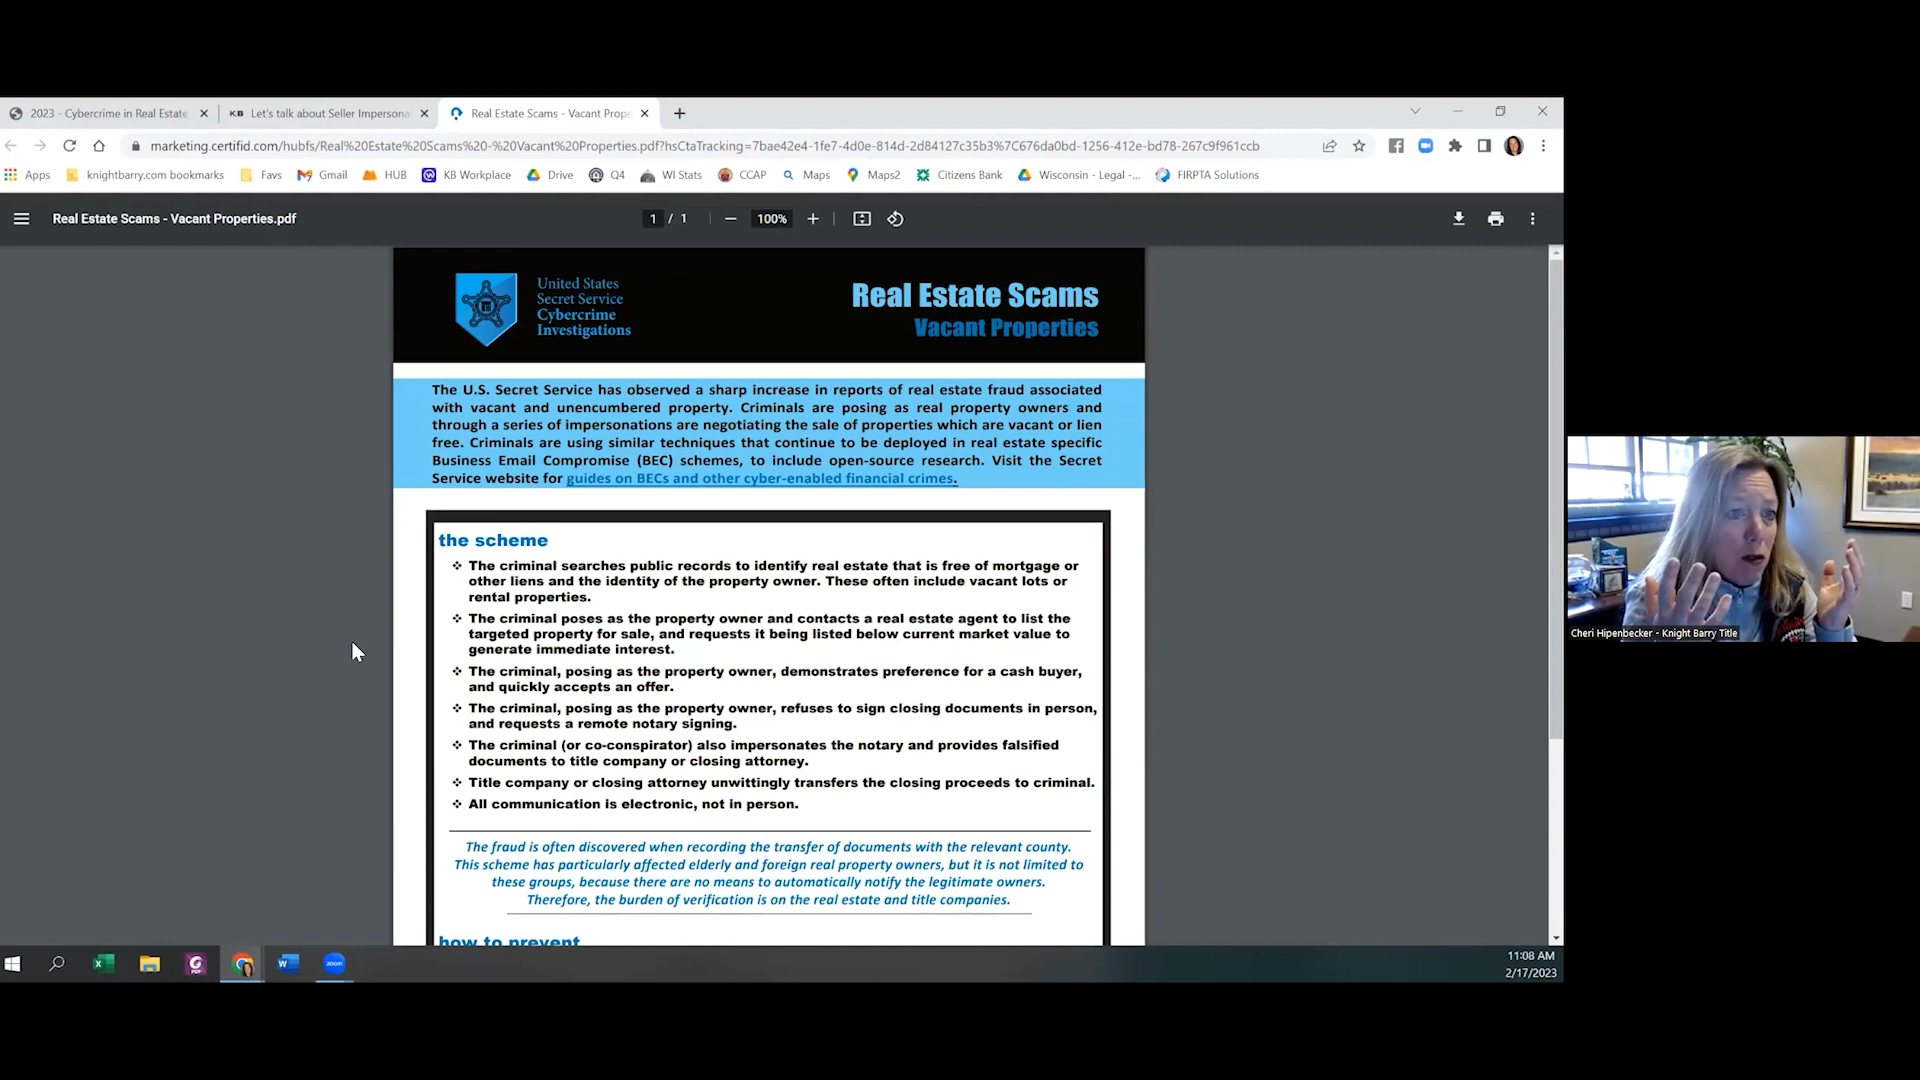 2023 - Cybercrime in Real Estate
KB Let's talk about Seller Impersona
Real Estate Scams - Vacant Prope
marketing.certifid.com/hubfs/Real%20Estate%20Scams%20-%20Vacant%20Properties.pdf?hsCtaTracking=7bae42e4-1fe7-4d0e-814d-2d84127c35b3%7C676da0bd-1256-412e-bd78-267c9f961ccb
Apps knightbarry.com bookmarks Favs Gmail HUB KB Workplace Drive Q4 WI Stats CCAP Maps Maps2 Citizens Bank Wisconsin - Legal -... FIRPTA Solutions
Real Estate Scams - Vacant Properties.pdf
1 / 1
100%
United States
Secret Service
Cybercrime
Investigations
Real Estate Scams
Vacant Properties
The U.S. Secret Service has observed a sharp increase in reports of real estate fraud associated
with vacant and unencumbered property. Criminals are posing as real property owners and
through a series of impersonations are negotiating the sale of properties which are vacant or lien
free. Criminals are using similar techniques that continue to be deployed in real estate specific
Business Email Compromise (BEC) schemes, to include open-source research. Visit the Secret
Service website for guides on BECs and other cyber-enabled financial crimes.
the scheme
❖ The criminal searches public records to identify real estate that is free of mortgage or
other liens and the identity of the property owner. These often include vacant lots or
rental properties.
❖ The criminal poses as the property owner and contacts a real estate agent to list the
targeted property for sale, and requests it being listed below current market value to
generate immediate interest.
❖ The criminal, posing as the property owner, demonstrates preference for a cash buyer,
and quickly accepts an offer.
❖ The criminal, posing as the property owner, refuses to sign closing documents in person,
and requests a remote notary signing.
❖ The criminal (or co-conspirator) also impersonates the notary and provides falsified
documents to title company or closing attorney.
❖ Title company or closing attorney unwittingly transfers the closing proceeds to criminal.
❖ All communication is electronic, not in person.
The fraud is often discovered when recording the transfer of documents with the relevant county.
This scheme has particularly affected elderly and foreign real property owners, but it is not limited to
these groups, because there are no means to automatically notify the legitimate owners.
Therefore, the burden of verification is on the real estate and title companies.
how to prevent
Cheri Hipenbecker - Knight Barry Title
zoom
11:08 AM
2/17/2023